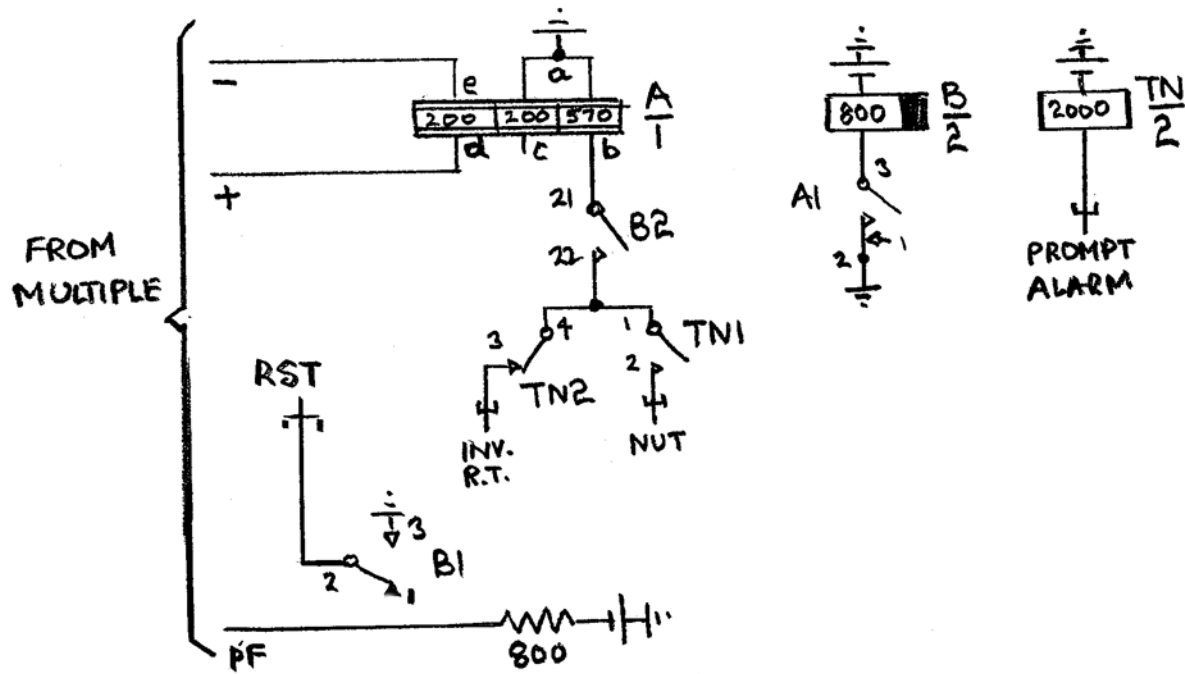 -
e
a
200 200 570
A
1
d c b
+
800
B
2
2000
TN
2
3
A1
1
2
PROMPT
ALARM
21
B2
22
FROM
MULTIPLE
3 4
TN2
1
TN1
2
RST
INV.
R.T.
NUT
3
B1
2
1
PF
800